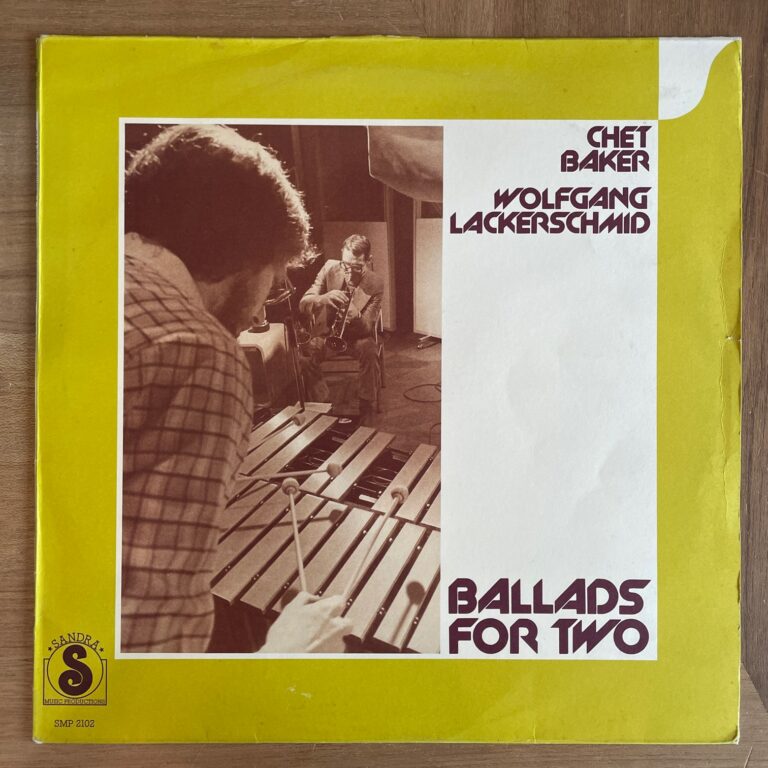 CHET
BAKER
WOLFGANG
LACKERSCHMID
BALLADS
FOR TWO
★SANDRA★
S
MUSIC PRODUCTIONS
SMP 2102